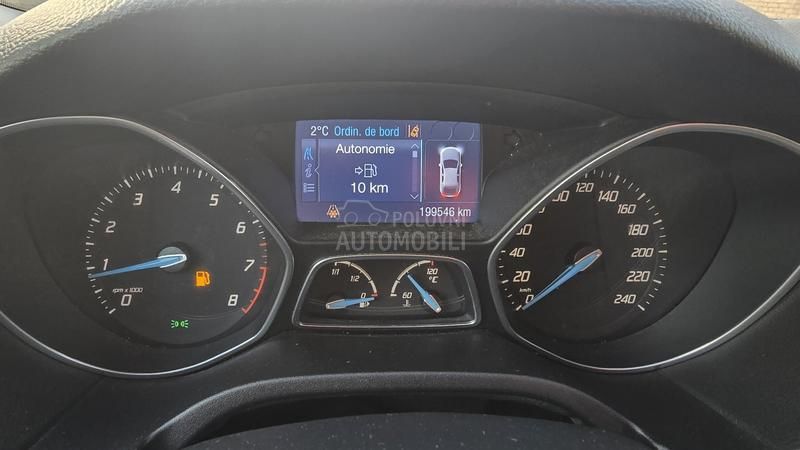 2°C Ordin. de bord
Autonomie
10 km
199546 km
POLOVNI
AUTOMOBILI
0 1 2 3 4 5 6 7 8
rpm x1000
1/1 1/2 0
60 120 °C
0 20 40 60 80 100 120 140 160 180 200 220 240
km/h